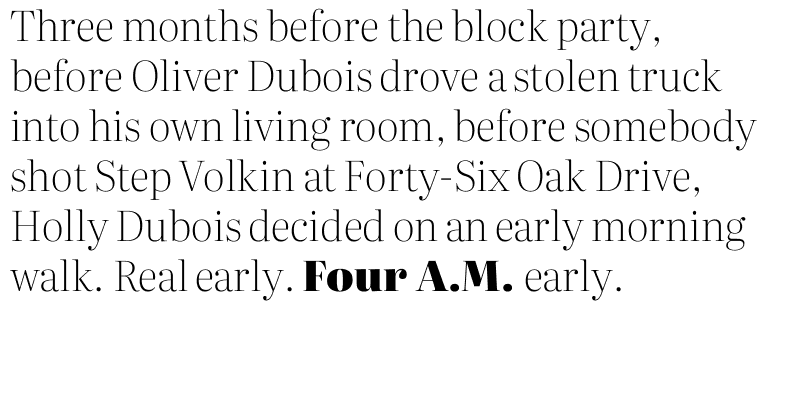 Three months before the block party,
before Oliver Dubois drove a stolen truck
into his own living room, before somebody
shot Step Volkin at Forty-Six Oak Drive,
Holly Dubois decided on an early morning
walk. Real early. Four A.M. early.